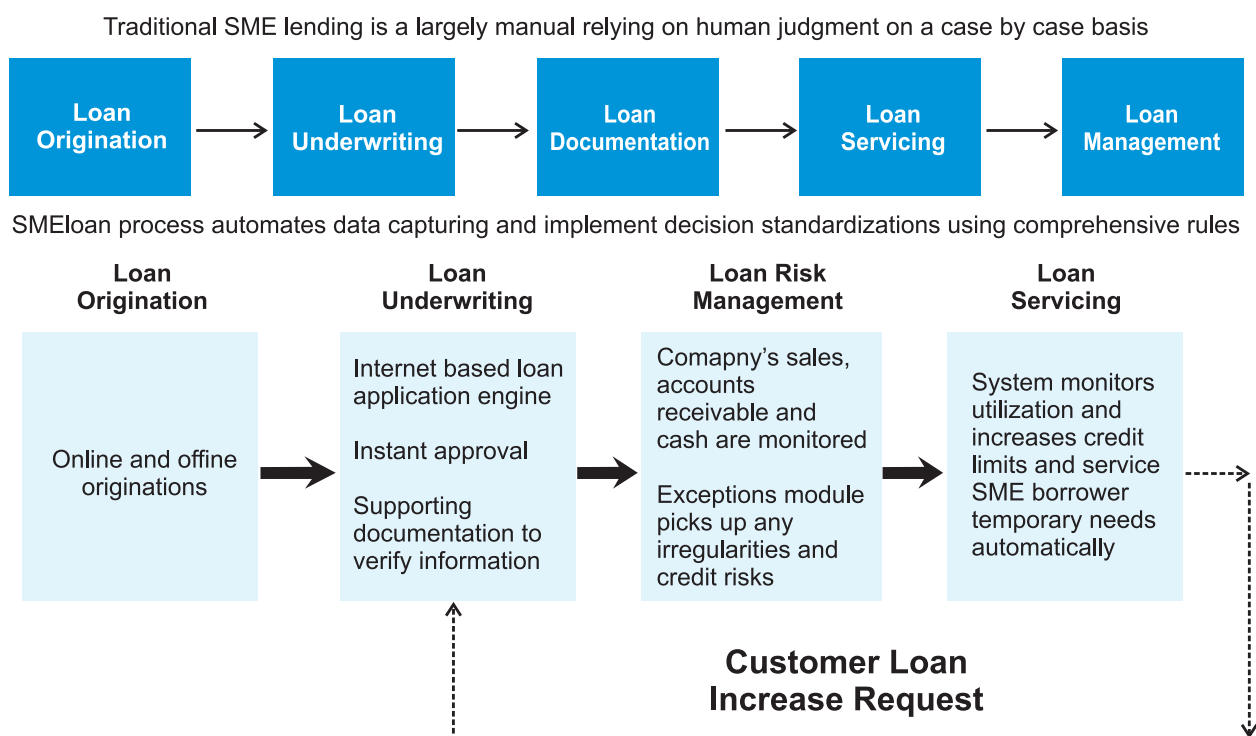 Traditional SME lending is a largely manual relying on human judgment on a case by case basis
Loan
Origination
Loan
Underwriting
Loan
Documentation
Loan
Servicing
Loan
Management
SMEloan process automates data capturing and implement decision standardizations using comprehensive rules
Loan
Origination
Loan
Underwriting
Loan Risk
Management
Loan
Servicing
Online and offine
originations
Internet based loan
application engine
Instant approval
Supporting
documentation to
verify information
Comapny's sales,
accounts
receivable and
cash are monitored
Exceptions module
picks up any
irregularities and
credit risks
System monitors
utilization and
increases credit
limits and service
SME borrower
temporary needs
automatically
Customer Loan
Increase Request